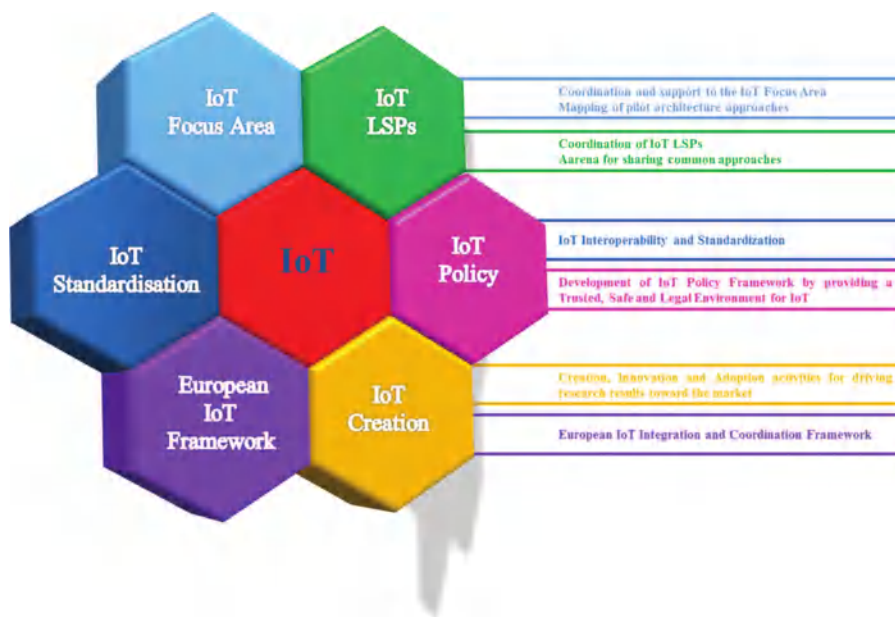 IoT
Focus Area
IoT
LSPs
IoT
Standardisation
IoT
IoT
Policy
European
IoT
Framework
IoT
Creation
Coordination and support to the IoT Focus Area
Mapping of pilot architecture approaches
Coordination of IoT LSPs
Aarena for sharing common approaches
IoT Interoperability and Standardization
Development of IoT Policy Framework by providing a
Trusted, Safe and Legal Environment for IoT
Creation, Innovation and Adoption activities for driving
research results toward the market
European IoT Integration and Coordination Framework